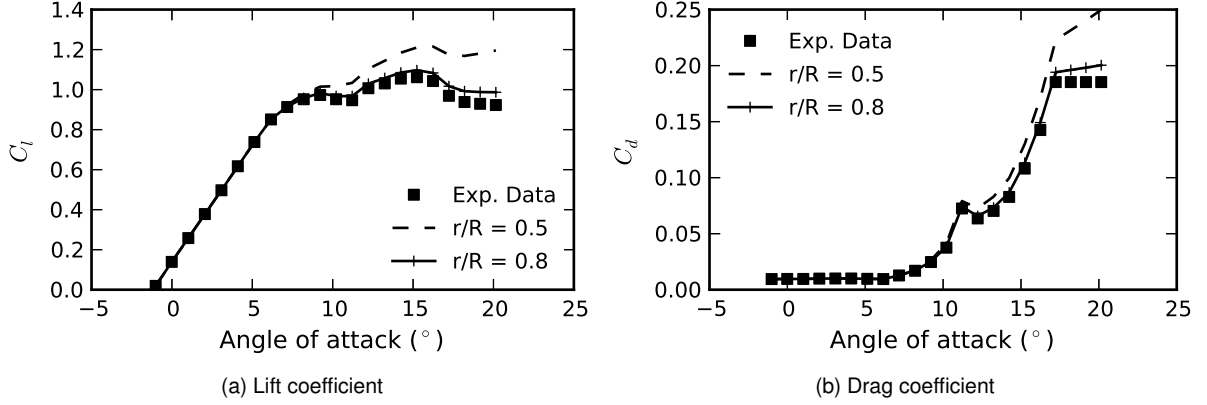 1.4
1.2
1.0
0.8
0.6
0.4
0.2
0.0
C_l
−5 0 5 10 15 20 25
Angle of attack (°)
Exp. Data
r/R = 0.5
r/R = 0.8
(a) Lift coefficient
0.25
0.20
0.15
0.10
0.05
0.00
C_d
−5 0 5 10 15 20 25
Angle of attack (°)
Exp. Data
r/R = 0.5
r/R = 0.8
(b) Drag coefficient